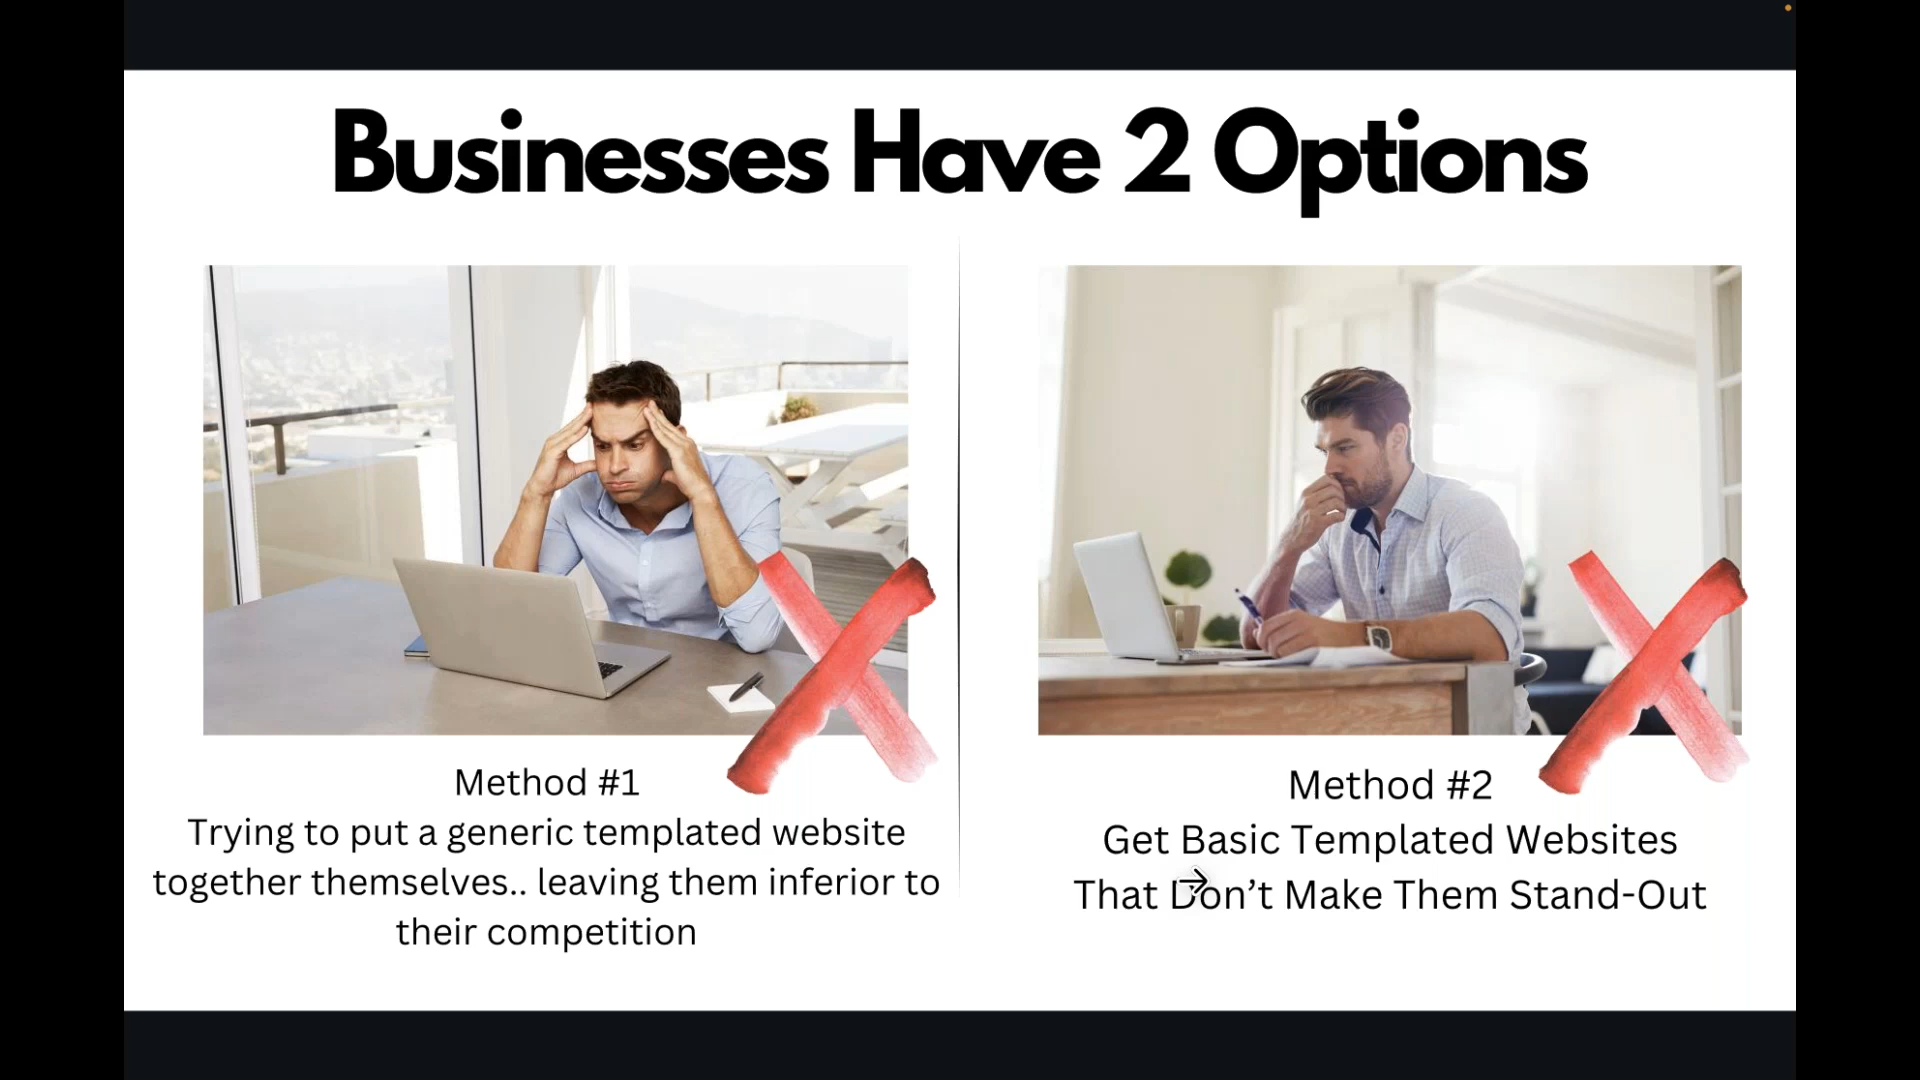 Businesses Have 2 Options
Method #1
Trying to put a generic templated website
together themselves.. leaving them inferior to
their competition
Method #2
Get Basic Templated Websites
That Don’t Make Them Stand-Out